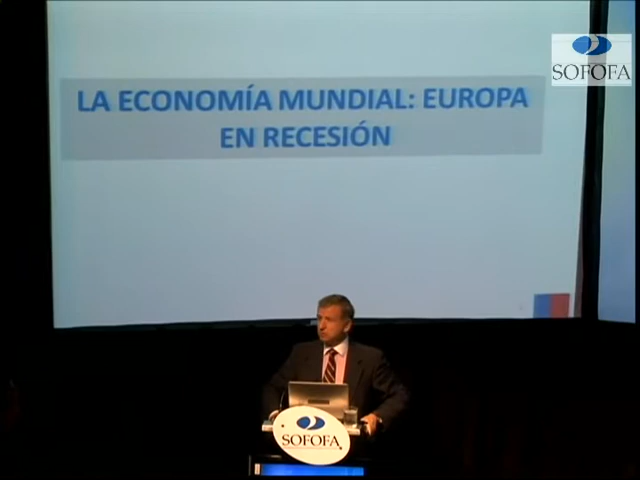 SOFOFA
LA ECONOMÍA MUNDIAL: EUROPA
EN RECESIÓN
SOFOFA